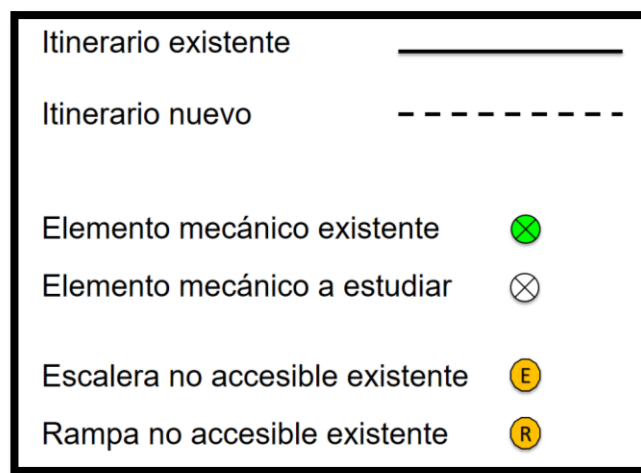 Itinerario existente
Itinerario nuevo
Elemento mecánico existente
Elemento mecánico a estudiar
Escalera no accesible existente E
Rampa no accesible existente R